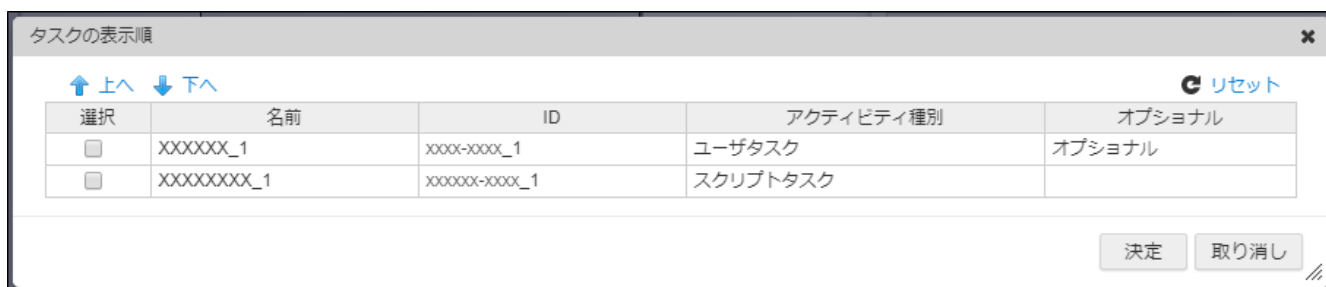 タスクの表示順
上へ 下へ リセット
選択 名前 ID アクティビティ種別 オプショナル
XXXXXX_1 xxxx-xxxx_1 ユーザタスク オプショナル
XXXXXXXX_1 xxxxxx-xxxx_1 スクリプトタスク
決定 取り消し